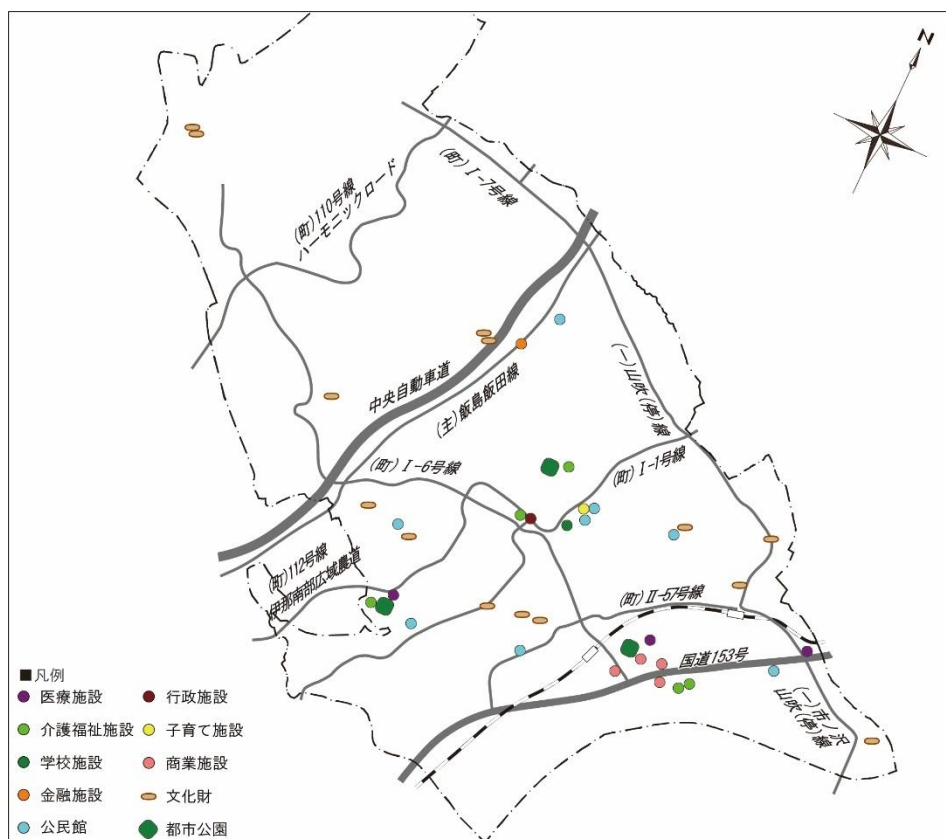 N
(町)I-7号線
(町)110号線
ハーモニックロード
中央自動車道
(主)飯島飯田線
(一)山吹(停)線
(町)I-6号線
(町)I-1号線
(町)112号線
伊那南部広域農道
(町)II-57号線
国道153号
(一)市ノ沢
山吹(停)線
■凡例
医療施設
行政施設
介護福祉施設
子育て施設
学校施設
商業施設
金融施設
文化財
公民館
都市公園